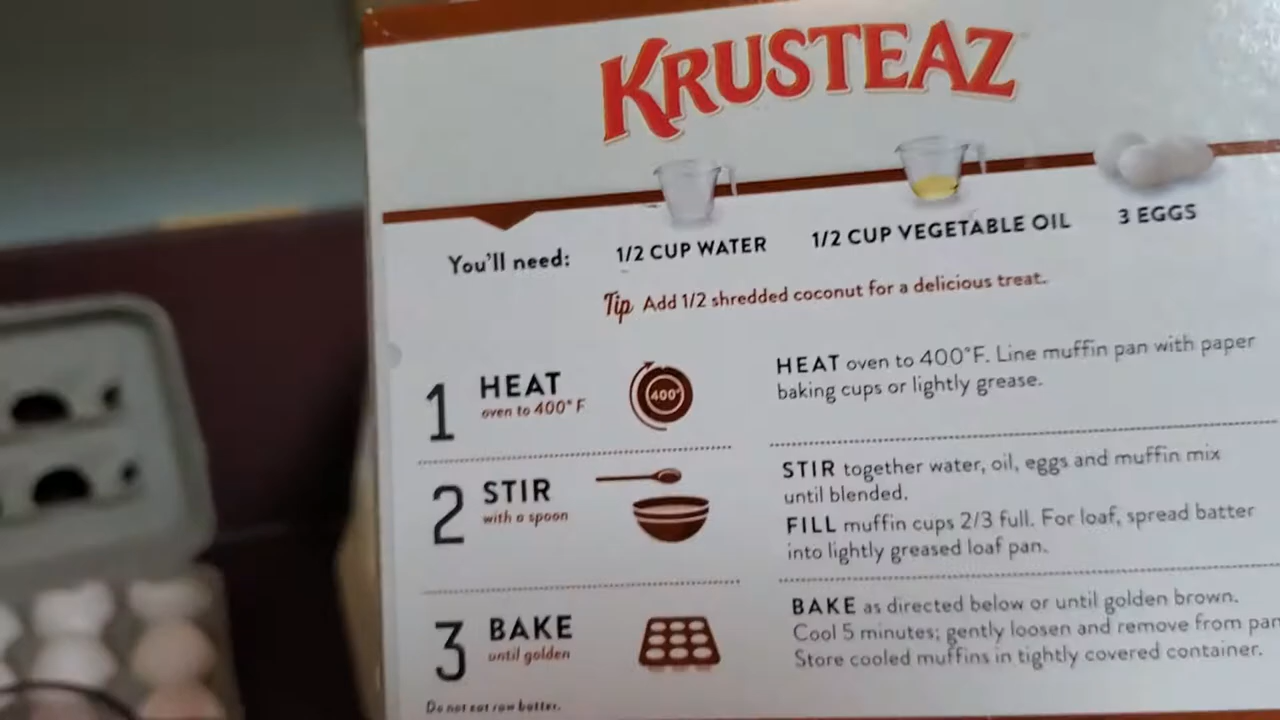 KRUSTEAZ
You'll need: 1/2 CUP WATER 1/2 CUP VEGETABLE OIL 3 EGGS
Tip Add 1/2 shredded coconut for a delicious treat.
1 HEAT
oven to 400°F
400°
HEAT oven to 400°F. Line muffin pan with paper
baking cups or lightly grease.
2 STIR
with a spoon
STIR together water, oil, eggs and muffin mix
until blended.
FILL muffin cups 2/3 full. For loaf, spread batter
into lightly greased loaf pan.
3 BAKE
until golden
BAKE as directed below or until golden brown.
Cool 5 minutes; gently loosen and remove from pan
Store cooled muffins in tightly covered container.
Do not eat raw batter.